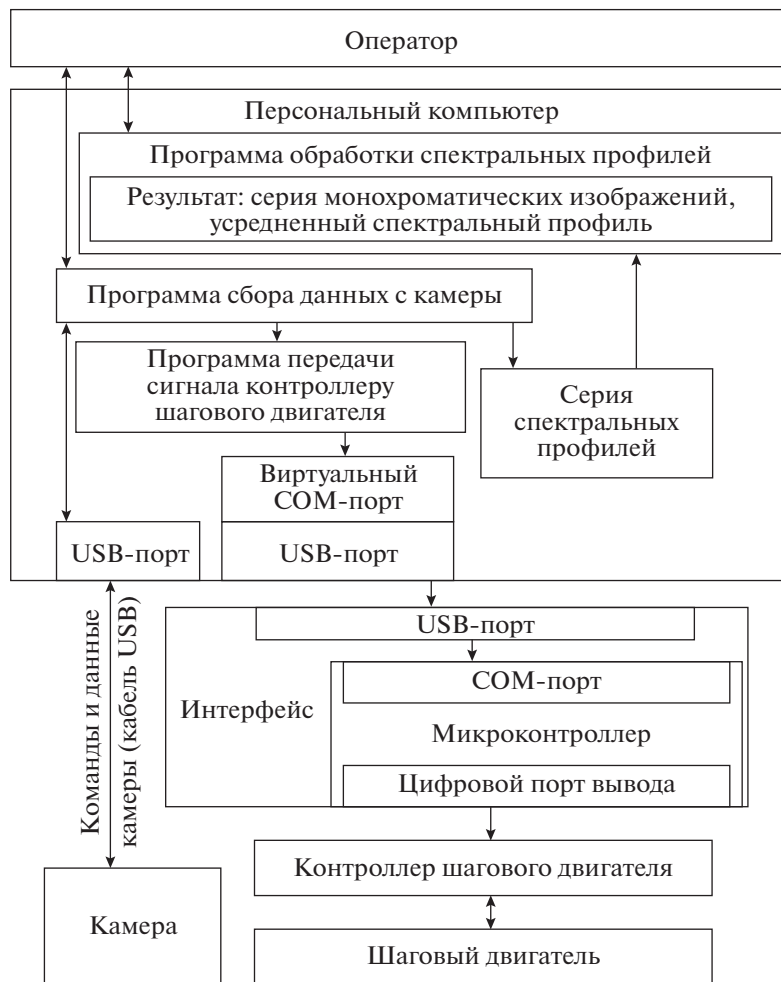 Оператор
Персональный компьютер
Программа обработки спектральных профилей
Результат: серия монохроматических изображений,
усредненный спектральный профиль
Программа сбора данных с камеры
Программа передачи
сигнала контроллеру
шагового двигателя
Серия
спектральных
профилей
Виртуальный
COM-порт
USB-порт
USB-порт
Команды и данные
камеры (кабель USB)
USB-порт
COM-порт
Интерфейс
Микроконтроллер
Цифровой порт вывода
Контроллер шагового двигателя
Камера
Шаговый двигатель